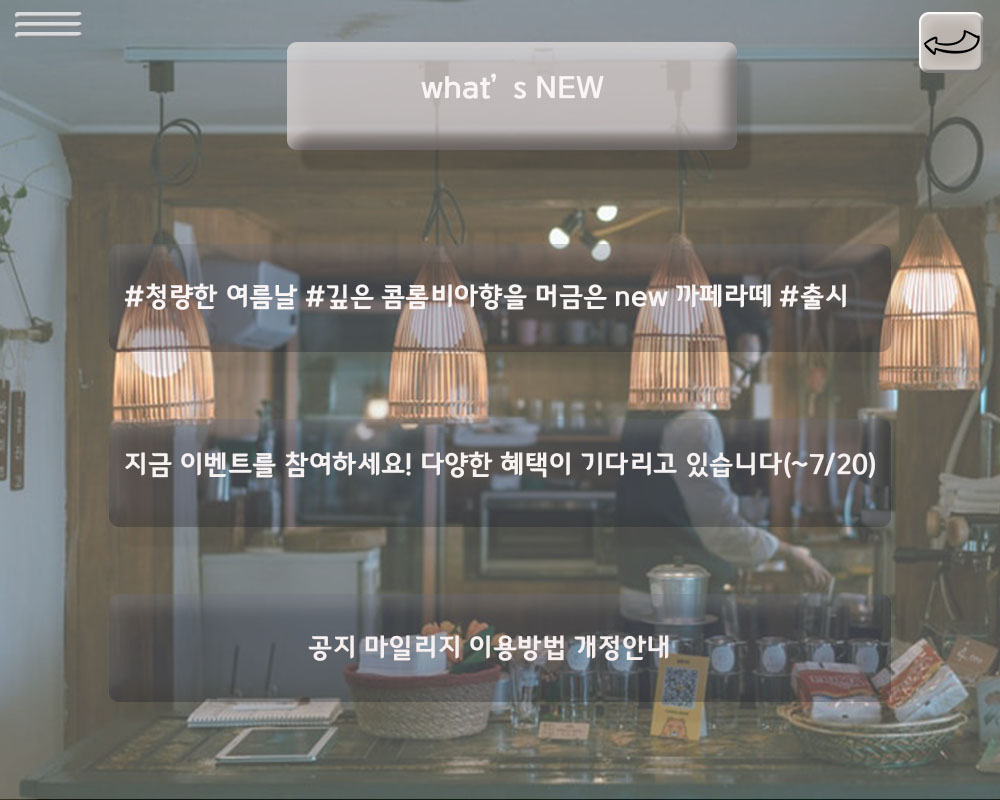 what’s NEW
#청량한 여름날 #깊은 콤롬비아향을 머금은 new 까페라떼 #출시
지금 이벤트를 참여하세요! 다양한 혜택이 기다리고 있습니다(~7/20)
공지 마일리지 이용방법 개정안내